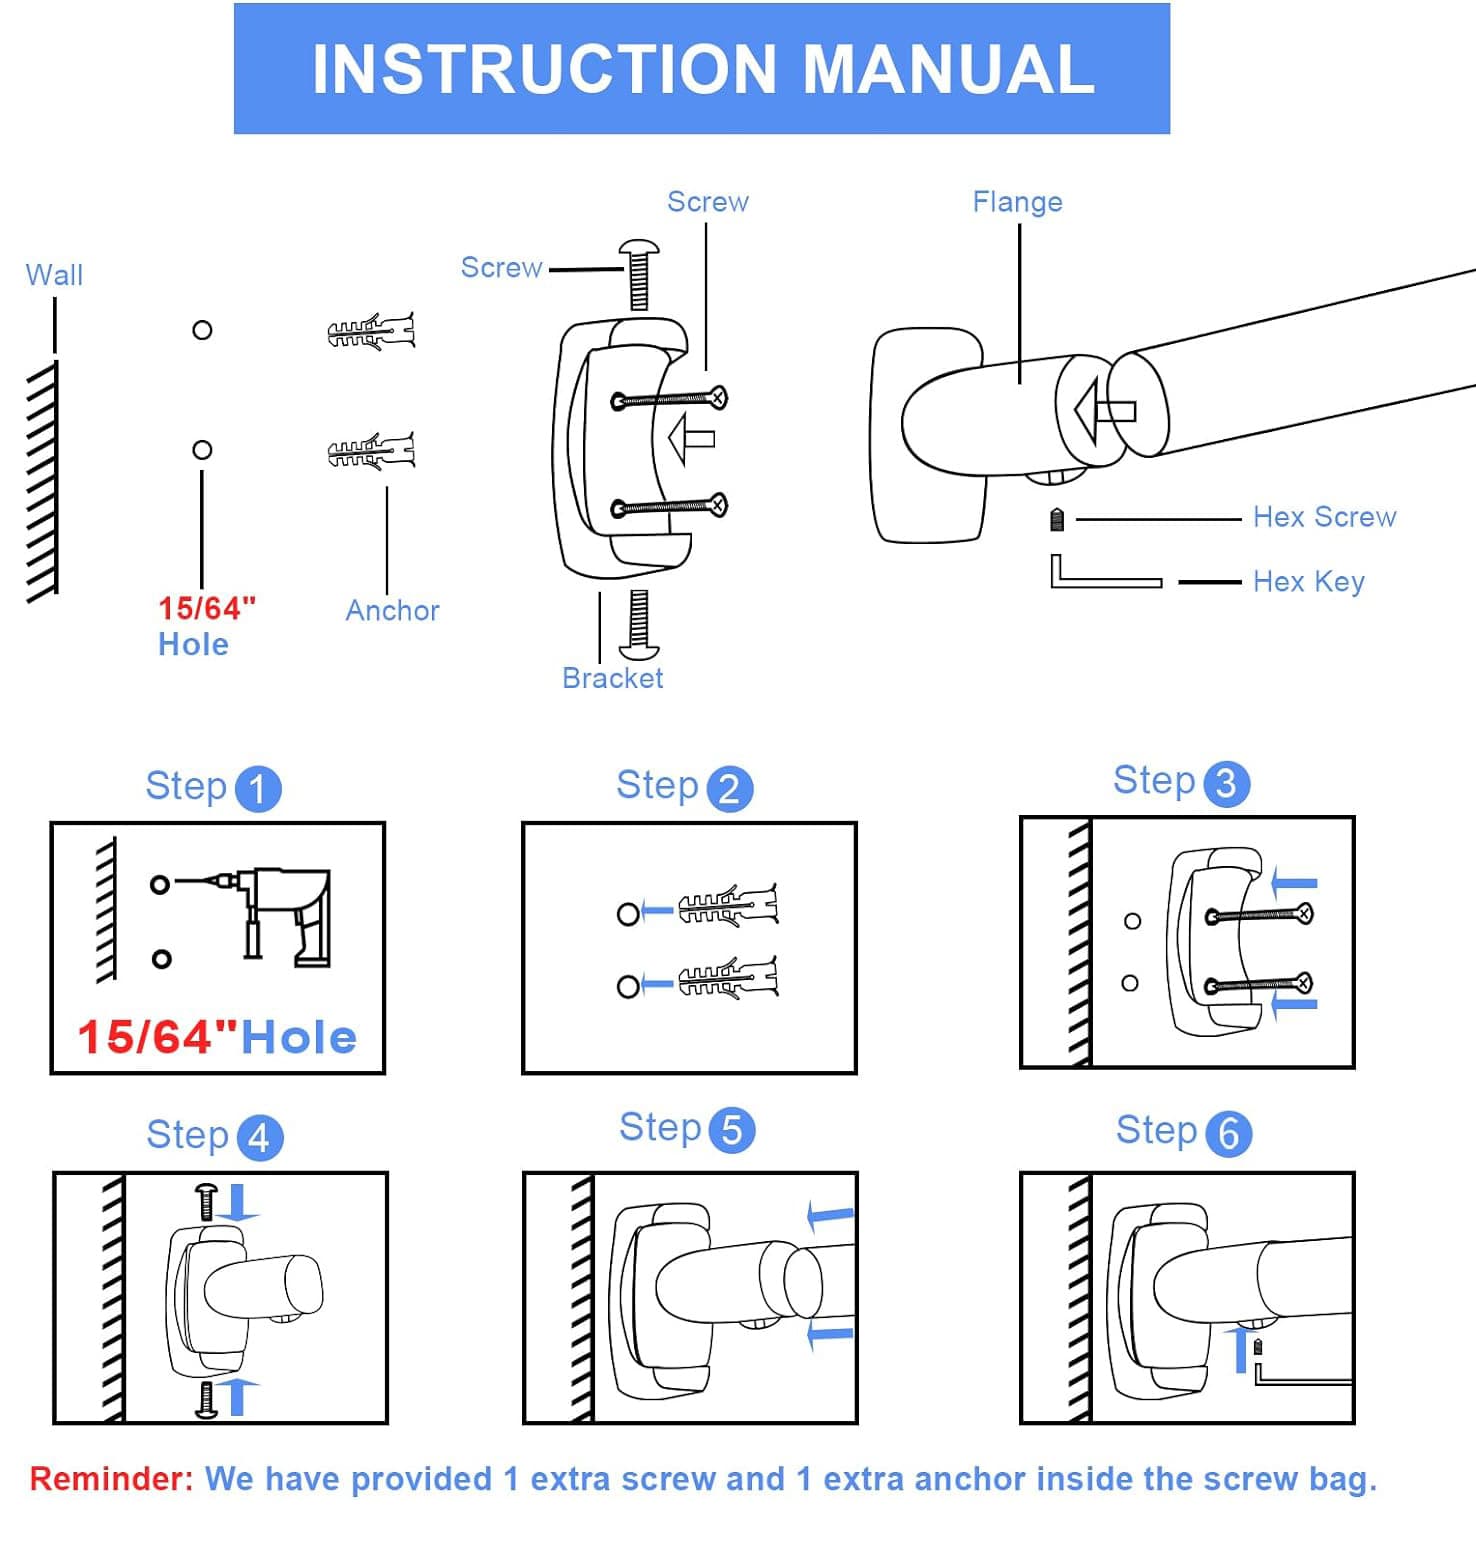 INSTRUCTION MANUAL
Screw
Flange
Screw
Wall
Hex Screw
Hex Key
15/64"
Hole
Anchor
Bracket
Step 1
Step 2
Step 3
15/64"Hole
Step 4
Step 5
Step 6
Reminder: We have provided 1 extra screw and 1 extra anchor inside the screw bag.